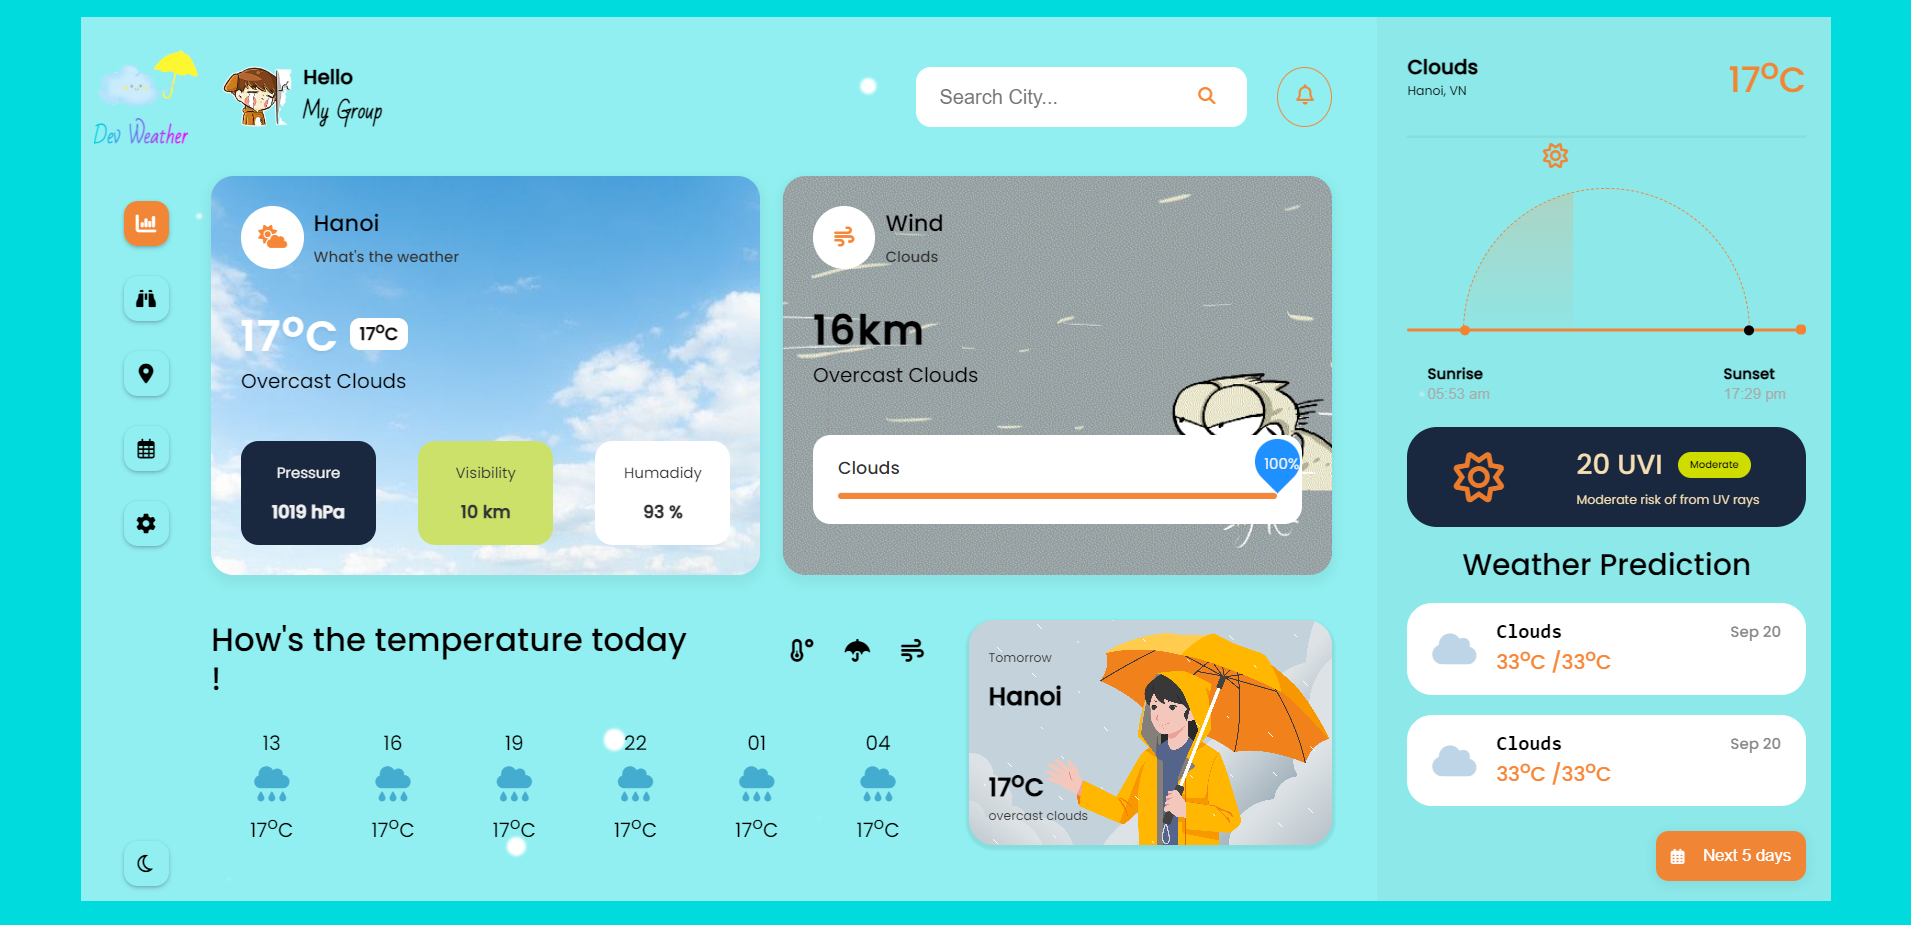 Dev Weather
Hello
My Group
Search City...
Hanoi
What's the weather
17°C 17°C
Overcast Clouds
Pressure
1019 hPa
Visibility
10 km
Humadidy
93 %
Wind
Clouds
16km
Overcast Clouds
Clouds
100%
How's the temperature today
!
13 16 19 22 01 04
17°C 17°C 17°C 17°C 17°C 17°C
Tomorrow
Hanoi
17°C
overcast clouds
Clouds
Hanoi, VN
17°C
Sunrise
05:53 am
Sunset
17:29 pm
20 UVI Moderate
Moderate risk of from UV rays
Weather Prediction
Clouds Sep 20
33°C /33°C
Clouds Sep 20
33°C /33°C
Next 5 days